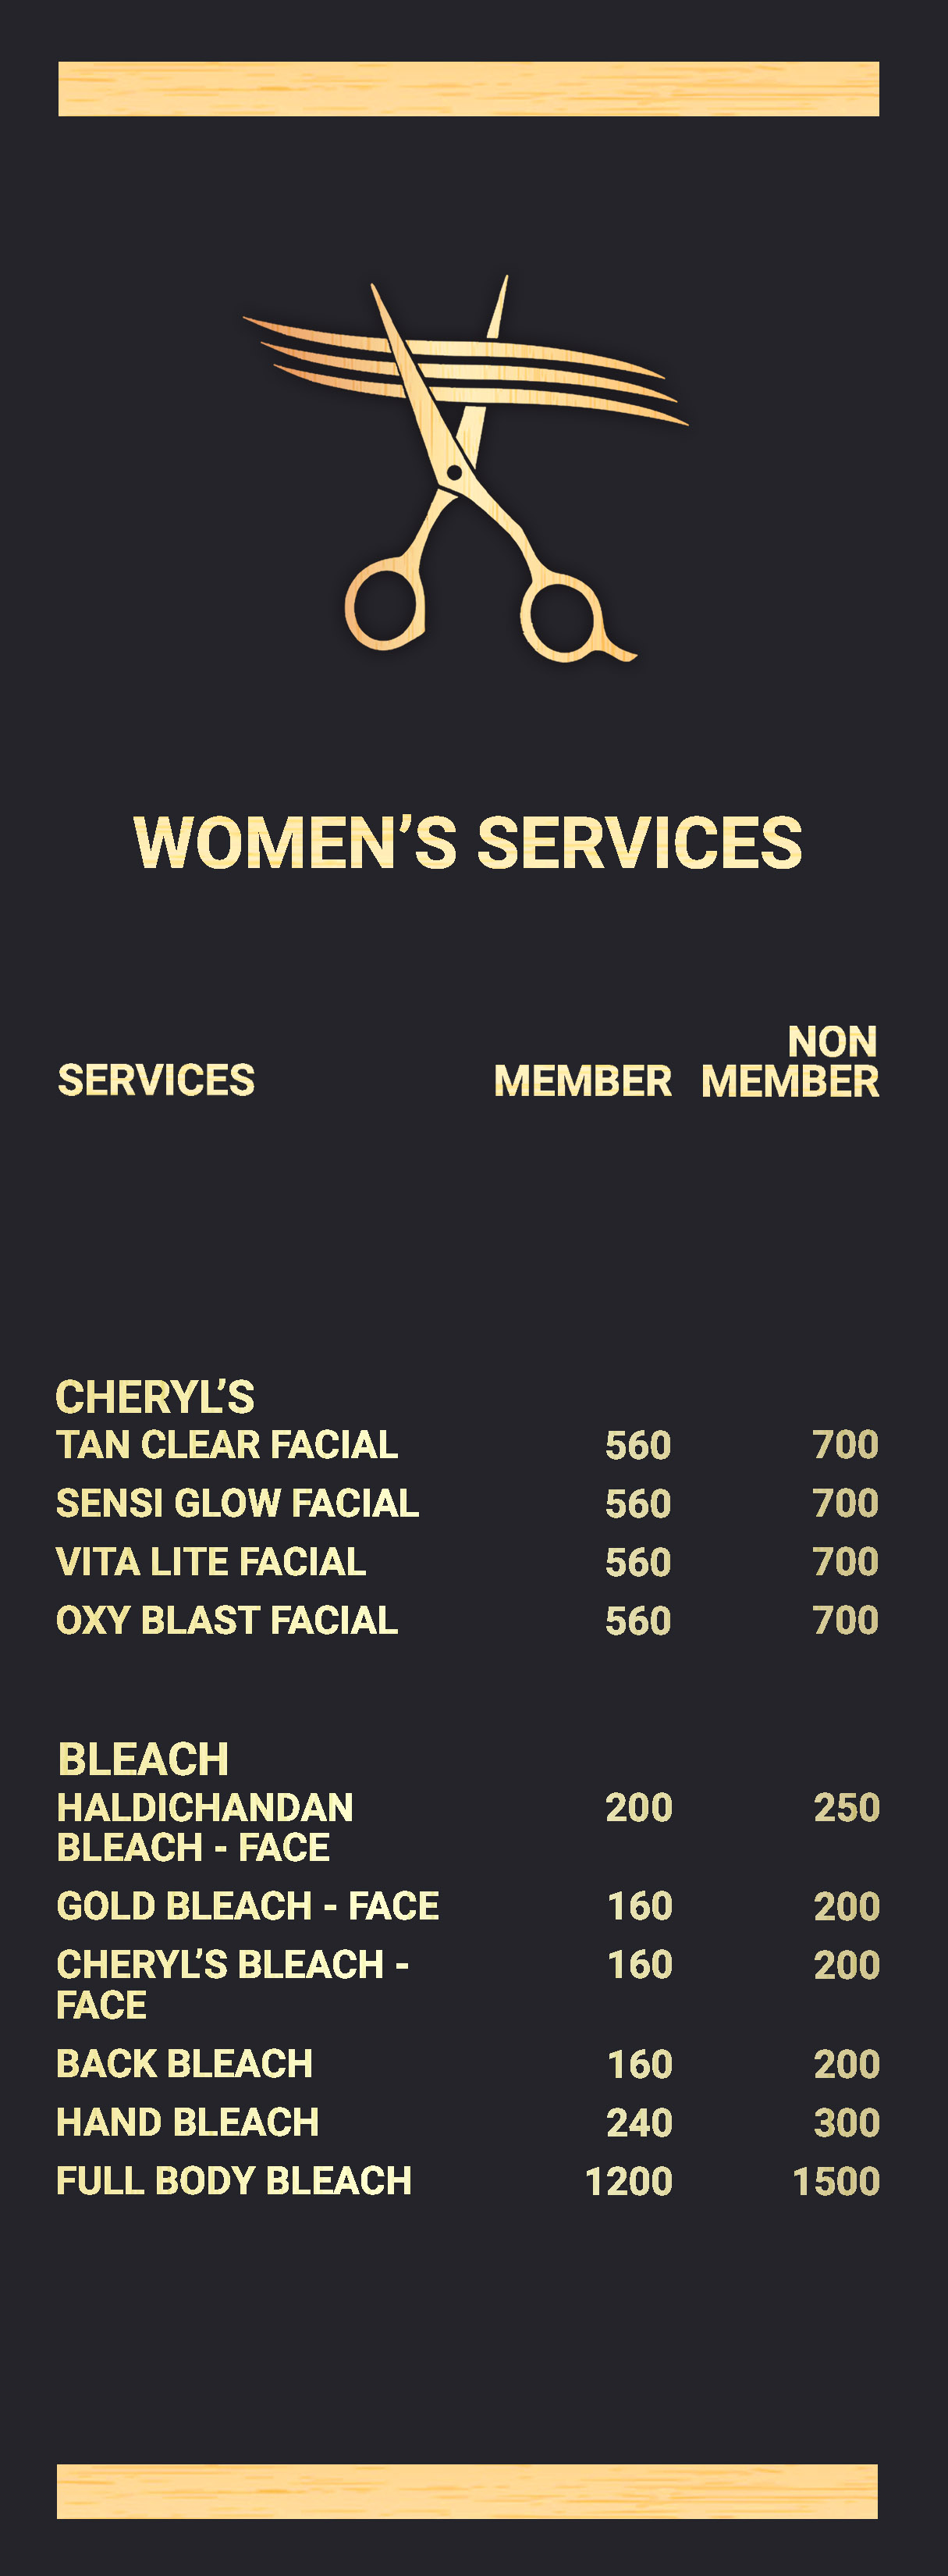 WOMEN’S SERVICES
SERVICES MEMBER NON MEMBER
CHERYL’S
TAN CLEAR FACIAL 560 700
SENSI GLOW FACIAL 560 700
VITA LITE FACIAL 560 700
OXY BLAST FACIAL 560 700
BLEACH
HALDICHANDAN 200 250
BLEACH - FACE
GOLD BLEACH - FACE 160 200
CHERYL’S BLEACH - 160 200
FACE
BACK BLEACH 160 200
HAND BLEACH 240 300
FULL BODY BLEACH 1200 1500